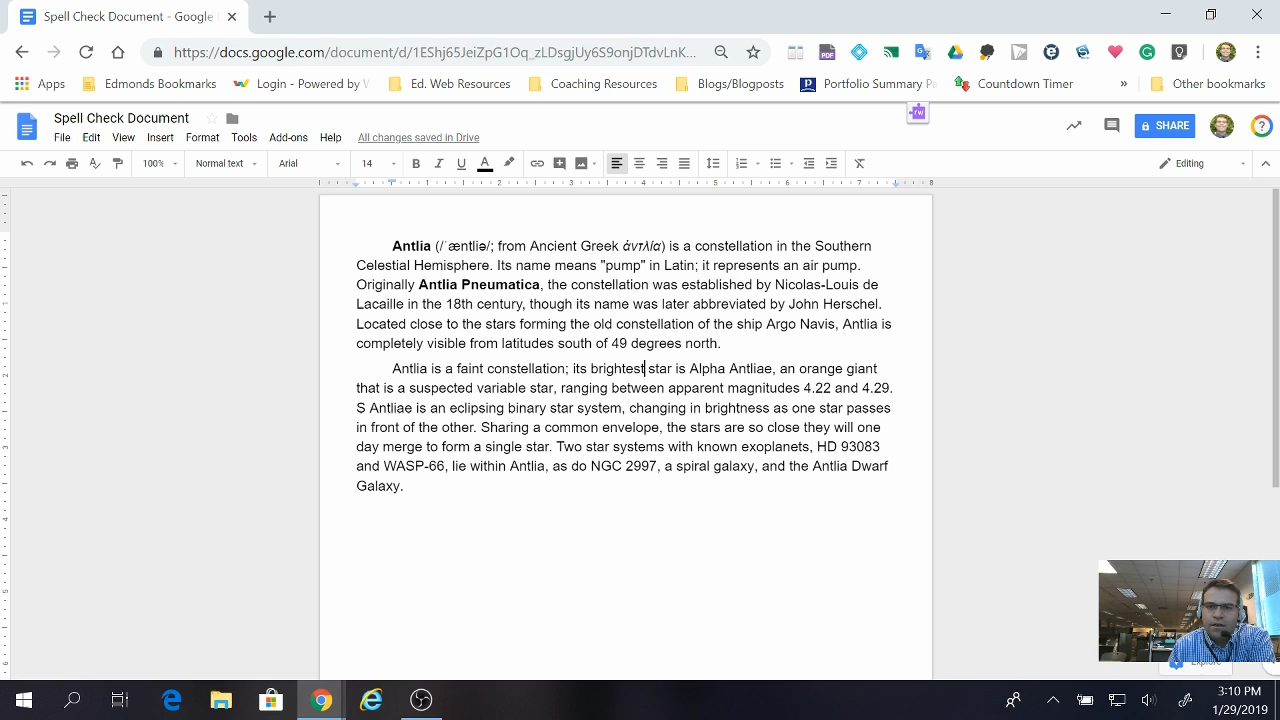 Spell Check Document - Google
https://docs.google.com/document/d/1EShj65JeiZpG1Oq_zLDsgjUy6S9onjDTdvLnK...
Apps
Edmonds Bookmarks
Login - Powered by
Ed. Web Resources
Coaching Resources
Blogs/Blogposts
Portfolio Summary
Countdown Timer
»
Other bookmarks
Spell Check Document
File Edit View Insert Format Tools Add-ons Help All changes saved in Drive
SHARE
100% Normal text Arial 14 B I U A Editing
1 2 3 4 5 6 7 8
Antlia (/ˈæntliə/; from Ancient Greek ἀντλία) is a constellation in the Southern
Celestial Hemisphere. Its name means "pump" in Latin; it represents an air pump.
Originally Antlia Pneumatica, the constellation was established by Nicolas-Louis de
Lacaille in the 18th century, though its name was later abbreviated by John Herschel.
Located close to the stars forming the old constellation of the ship Argo Navis, Antlia is
completely visible from latitudes south of 49 degrees north.
Antlia is a faint constellation; its brightest star is Alpha Antliae, an orange giant
that is a suspected variable star, ranging between apparent magnitudes 4.22 and 4.29.
S Antliae is an eclipsing binary star system, changing in brightness as one star passes
in front of the other. Sharing a common envelope, the stars are so close they will one
day merge to form a single star. Two star systems with known exoplanets, HD 93083
and WASP-66, lie within Antlia, as do NGC 2997, a spiral galaxy, and the Antlia Dwarf
Galaxy.
Explore
3:10 PM
1/29/2019